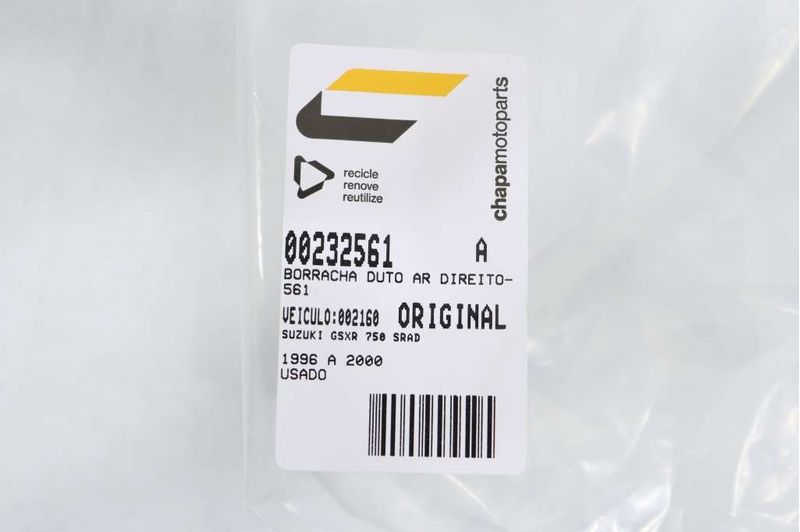 chapamotoparts
recicle
renove
reutilize
00232561 A
BORRACHA DUTO AR DIREITO-
561
VEICULO:002160 ORIGINAL
SUZUKI GSXR 750 SRAD
1996 A 2000
USADO